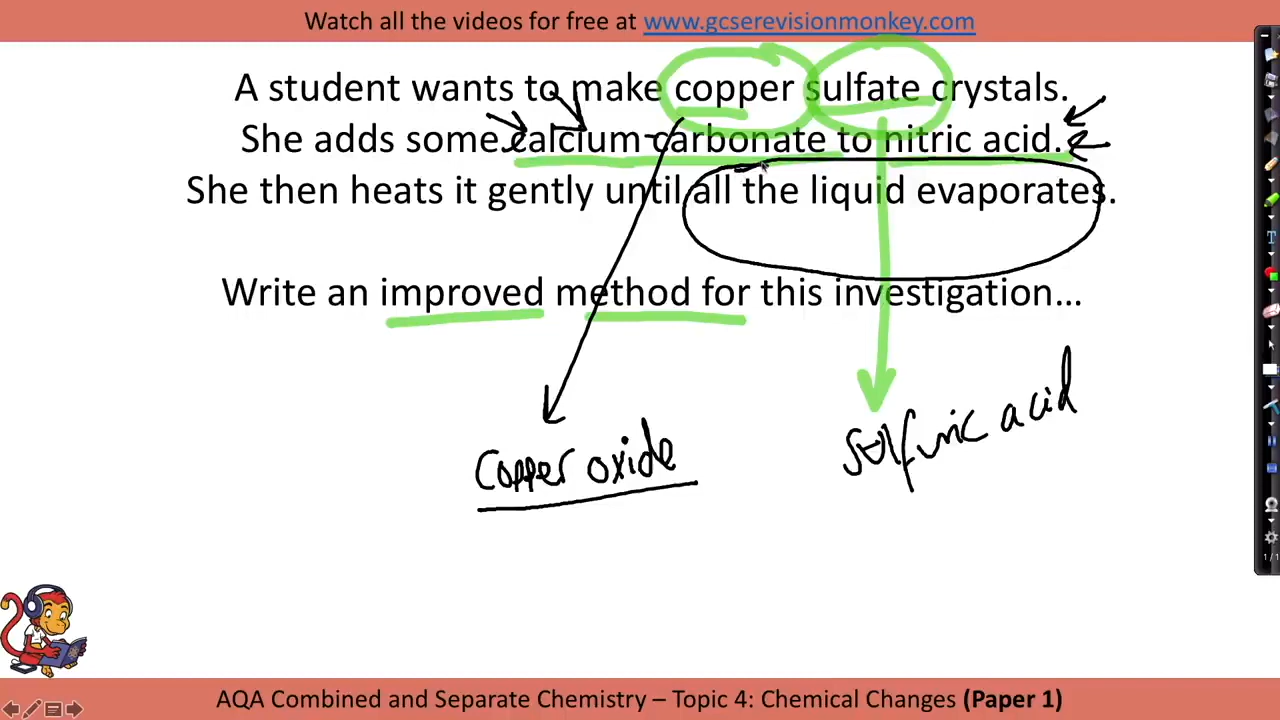 Watch all the videos for free at www.gcserevisionmonkey.com
A student wants to make copper sulfate crystals.
She adds some calcium carbonate to nitric acid.
She then heats it gently until all the liquid evaporates.
Write an improved method for this investigation...
Copper oxide
sulfuric acid
1/1
AQA Combined and Separate Chemistry – Topic 4: Chemical Changes (Paper 1)